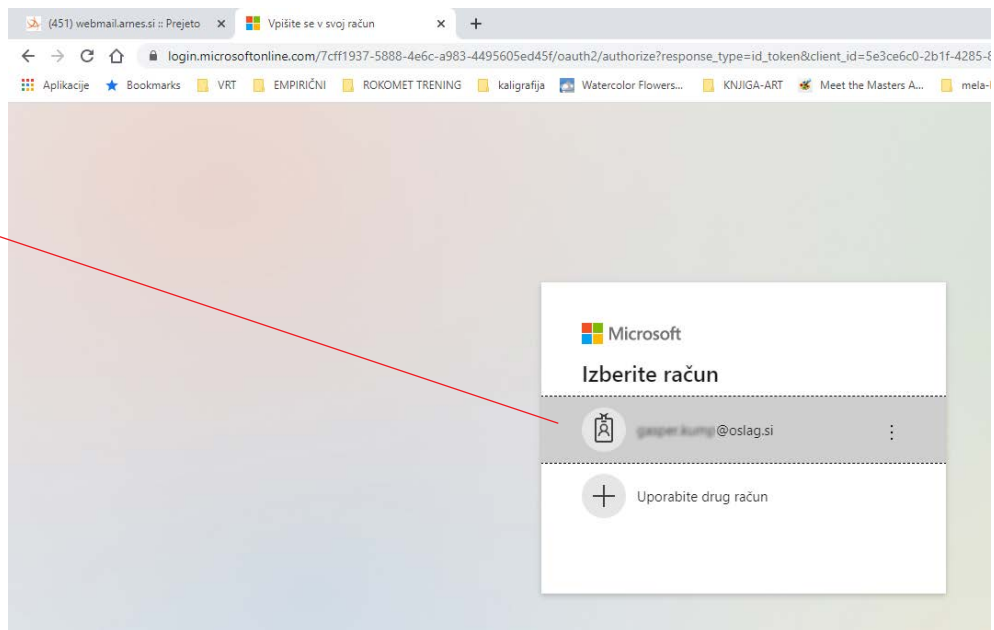 (451) webmail.arnes.si :: Prejeto
Vpišite se v svoj račun
login.microsoftonline.com/7cff1937-5888-4e6c-a983-4495605ed45f/oauth2/authorize?response_type=id_token&client_id=5e3ce6c0-2b1f-4285-8
Aplikacije Bookmarks VRT EMPIRIČNI ROKOMET TRENING kaligrafija Watercolor Flowers... KNJIGA-ART Meet the Masters A... mela-
Microsoft
Izberite račun
@oslag.si
Uporabite drug račun